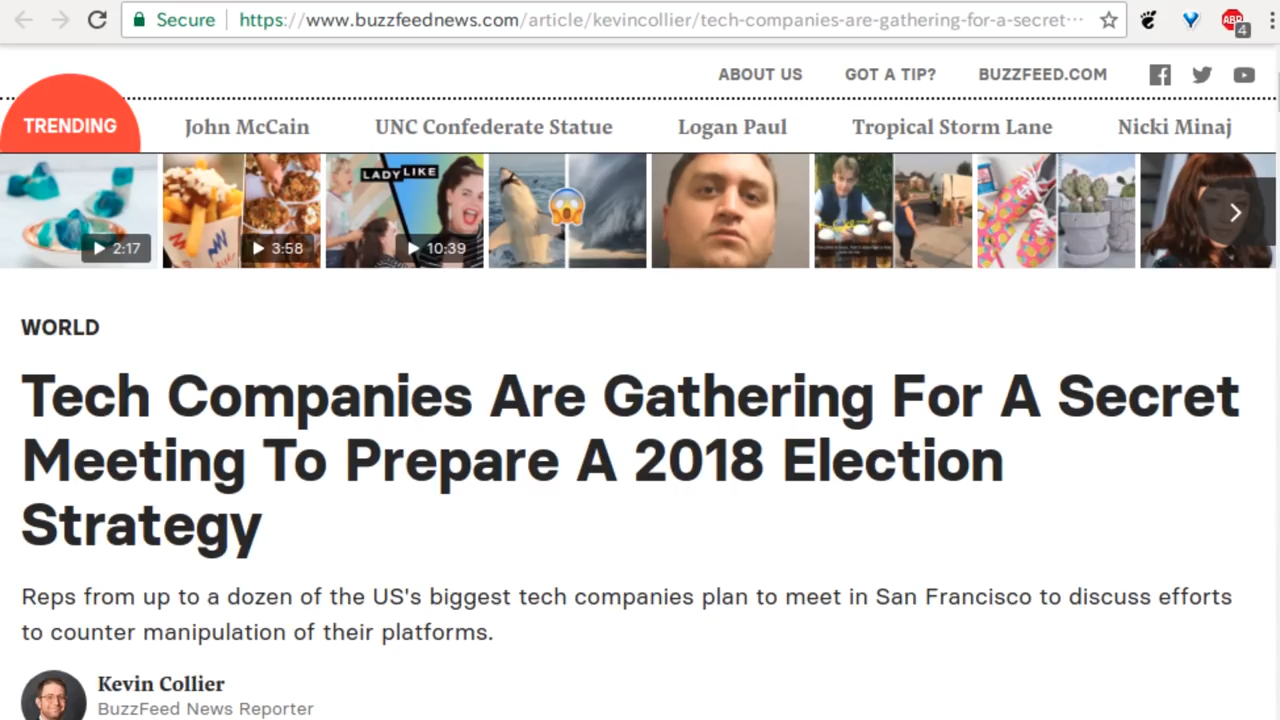 Secure https://www.buzzfeednews.com/article/kevincollier/tech-companies-are-gathering-for-a-secret…
ABP
4
ABOUT US GOT A TIP? BUZZFEED.COM
TRENDING John McCain UNC Confederate Statue Logan Paul Tropical Storm Lane Nicki Minaj
LADYLIKE
2:17 3:58 10:39
WORLD
Tech Companies Are Gathering For A Secret
Meeting To Prepare A 2018 Election
Strategy
Reps from up to a dozen of the US's biggest tech companies plan to meet in San Francisco to discuss efforts
to counter manipulation of their platforms.
Kevin Collier
BuzzFeed News Reporter